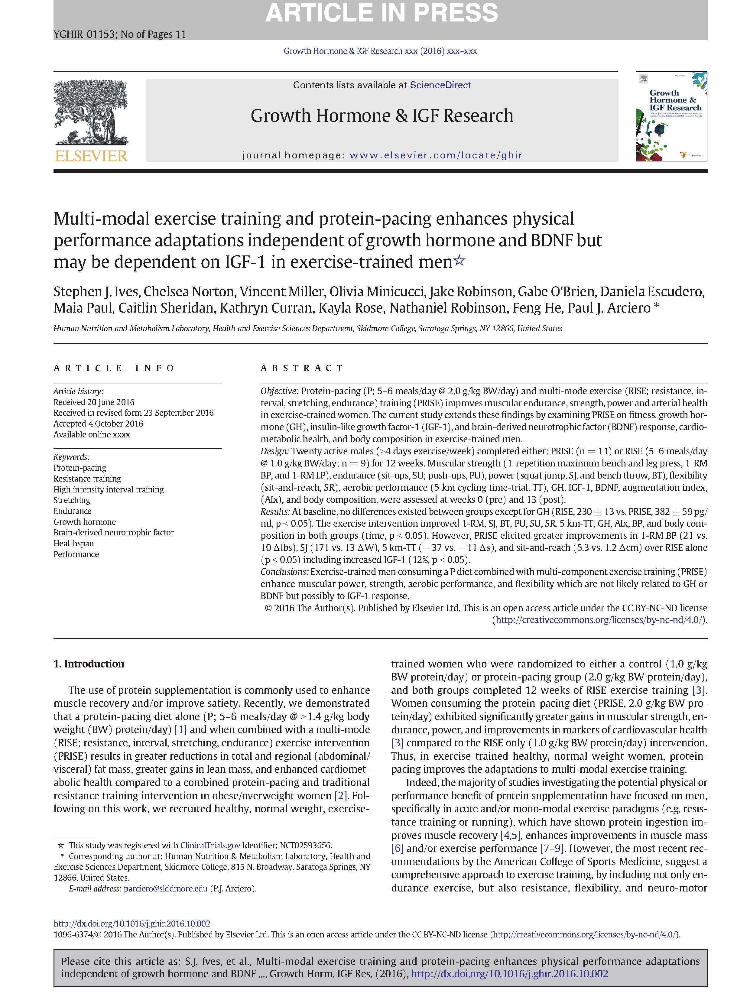 ARTICLE IN PRESS
YGHIR-01153; No of Pages 11
Growth Hormone & IGF Research xxx (2016) xxx–xxx
Contents lists available at ScienceDirect
Growth Hormone & IGF Research
journal homepage: www.elsevier.com/locate/ghir
ELSEVIER
Growth
Hormone &
IGF Research
Official Journal of the Growth Hormone Research
Society and the International IGF Research Society
ScienceDirect
Multi-modal exercise training and protein-pacing enhances physical
performance adaptations independent of growth hormone and BDNF but
may be dependent on IGF-1 in exercise-trained men☆
Stephen J. Ives, Chelsea Norton, Vincent Miller, Olivia Minicucci, Jake Robinson, Gabe O'Brien, Daniela Escudero,
Maia Paul, Caitlin Sheridan, Kathryn Curran, Kayla Rose, Nathaniel Robinson, Feng He, Paul J. Arciero *
Human Nutrition and Metabolism Laboratory, Health and Exercise Sciences Department, Skidmore College, Saratoga Springs, NY 12866, United States
ARTICLE INFO
Article history:
Received 20 June 2016
Received in revised form 23 September 2016
Accepted 4 October 2016
Available online xxxx
Keywords:
Protein-pacing
Resistance training
High intensity interval training
Stretching
Endurance
Growth hormone
Brain-derived neurotrophic factor
Healthspan
Performance
ABSTRACT
Objective: Protein-pacing (P; 5–6 meals/day @ 2.0 g/kg BW/day) and multi-mode exercise (RISE; resistance, in-
terval, stretching, endurance) training (PRISE) improves muscular endurance, strength, power and arterial health
in exercise-trained women. The current study extends these findings by examining PRISE on fitness, growth hor-
mone (GH), insulin-like growth factor-1 (IGF-1), and brain-derived neurotrophic factor (BDNF) response, cardio-
metabolic health, and body composition in exercise-trained men.
Design: Twenty active males (>4 days exercise/week) completed either: PRISE (n = 11) or RISE (5–6 meals/day
@ 1.0 g/kg BW/day; n = 9) for 12 weeks. Muscular strength (1-repetition maximum bench and leg press, 1-RM
BP, and 1-RM LP), endurance (sit-ups, SU; push-ups, PU), power (squat jump, SJ, and bench throw, BT), flexibility
(sit-and-reach, SR), aerobic performance (5 km cycling time-trial, TT), GH, IGF-1, BDNF, augmentation index,
(AIx), and body composition, were assessed at weeks 0 (pre) and 13 (post).
Results: At baseline, no differences existed between groups except for GH (RISE, 230 ± 13 vs. PRISE, 382 ± 59 pg/
ml, p < 0.05). The exercise intervention improved 1-RM, SJ, BT, PU, SU, SR, 5 km-TT, GH, AIx, BP, and body com-
position in both groups (time, p < 0.05). However, PRISE elicited greater improvements in 1-RM BP (21 vs.
10 Δlbs), SJ (171 vs. 13 ΔW), 5 km-TT (−37 vs. −11 Δs), and sit-and-reach (5.3 vs. 1.2 Δcm) over RISE alone
(p < 0.05) including increased IGF-1 (12%, p < 0.05).
Conclusions: Exercise-trained men consuming a P diet combined with multi-component exercise training (PRISE)
enhance muscular power, strength, aerobic performance, and flexibility which are not likely related to GH or
BDNF but possibly to IGF-1 response.
© 2016 The Author(s). Published by Elsevier Ltd. This is an open access article under the CC BY-NC-ND license
(http://creativecommons.org/licenses/by-nc-nd/4.0/).
1. Introduction
The use of protein supplementation is commonly used to enhance
muscle recovery and/or improve satiety. Recently, we demonstrated
that a protein-pacing diet alone (P; 5–6 meals/day @ >1.4 g/kg body
weight (BW) protein/day) [1] and when combined with a multi-mode
(RISE; resistance, interval, stretching, endurance) exercise intervention
(PRISE) results in greater reductions in total and regional (abdominal/
visceral) fat mass, greater gains in lean mass, and enhanced cardiomet-
abolic health compared to a combined protein-pacing and traditional
resistance training intervention in obese/overweight women [2]. Fol-
lowing on this work, we recruited healthy, normal weight, exercise-
☆ This study was registered with ClinicalTrials.gov Identifier: NCT02593656.
* Corresponding author at: Human Nutrition & Metabolism Laboratory, Health and
Exercise Sciences Department, Skidmore College, 815 N. Broadway, Saratoga Springs, NY
12866, United States.
E-mail address: parciero@skidmore.edu (P.J. Arciero).
trained women who were randomized to either a control (1.0 g/kg
BW protein/day) or protein-pacing group (2.0 g/kg BW protein/day),
and both groups completed 12 weeks of RISE exercise training [3].
Women consuming the protein-pacing diet (PRISE, 2.0 g/kg BW pro-
tein/day) exhibited significantly greater gains in muscular strength, en-
durance, power, and improvements in markers of cardiovascular health
[3] compared to the RISE only (1.0 g/kg BW protein/day) intervention.
Thus, in exercise-trained healthy, normal weight women, protein-
pacing improves the adaptations to multi-modal exercise training.
Indeed, the majority of studies investigating the potential physical or
performance benefit of protein supplementation have focused on men,
specifically in acute and/or mono-modal exercise paradigms (e.g. resis-
tance training or running), which have shown protein ingestion im-
proves muscle recovery [4,5], enhances improvements in muscle mass
[6] and/or exercise performance [7–9]. However, the most recent rec-
ommendations by the American College of Sports Medicine, suggest a
comprehensive approach to exercise training, by including not only en-
durance exercise, but also resistance, flexibility, and neuro-motor
http://dx.doi.org/10.1016/j.ghir.2016.10.002
1096-6374/© 2016 The Author(s). Published by Elsevier Ltd. This is an open access article under the CC BY-NC-ND license (http://creativecommons.org/licenses/by-nc-nd/4.0/).
Please cite this article as: S.J. Ives, et al., Multi-modal exercise training and protein-pacing enhances physical performance adaptations
independent of growth hormone and BDNF ..., Growth Horm. IGF Res. (2016), http://dx.doi.org/10.1016/j.ghir.2016.10.002